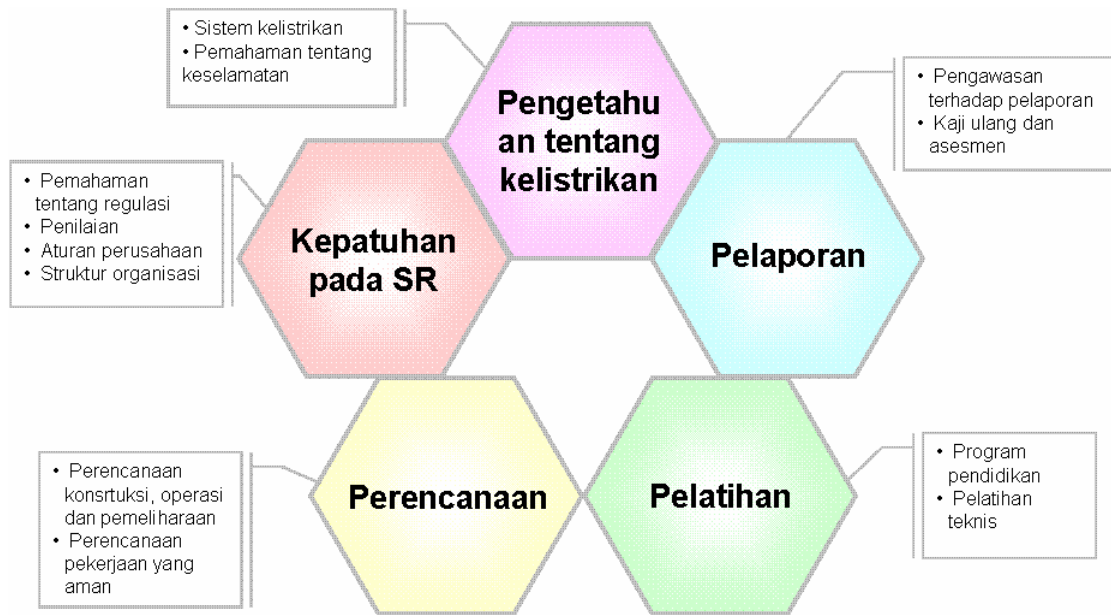 • Sistem kelistrikan
• Pemahaman tentang
keselamatan
Pengetahu
an tentang
kelistrikan
• Pengawasan
terhadap pelaporan
• Kaji ulang dan
asesmen
• Pemahaman
tentang regulasi
• Penilaian
• Aturan perusahaan
• Struktur organisasi
Kepatuhan
pada SR
Pelaporan
• Perencanaan
konsrtuksi, operasi
dan pemeliharaan
• Perencanaan
pekerjaan yang
aman
Perencanaan
Pelatihan
• Program
pendidikan
• Pelatihan
teknis